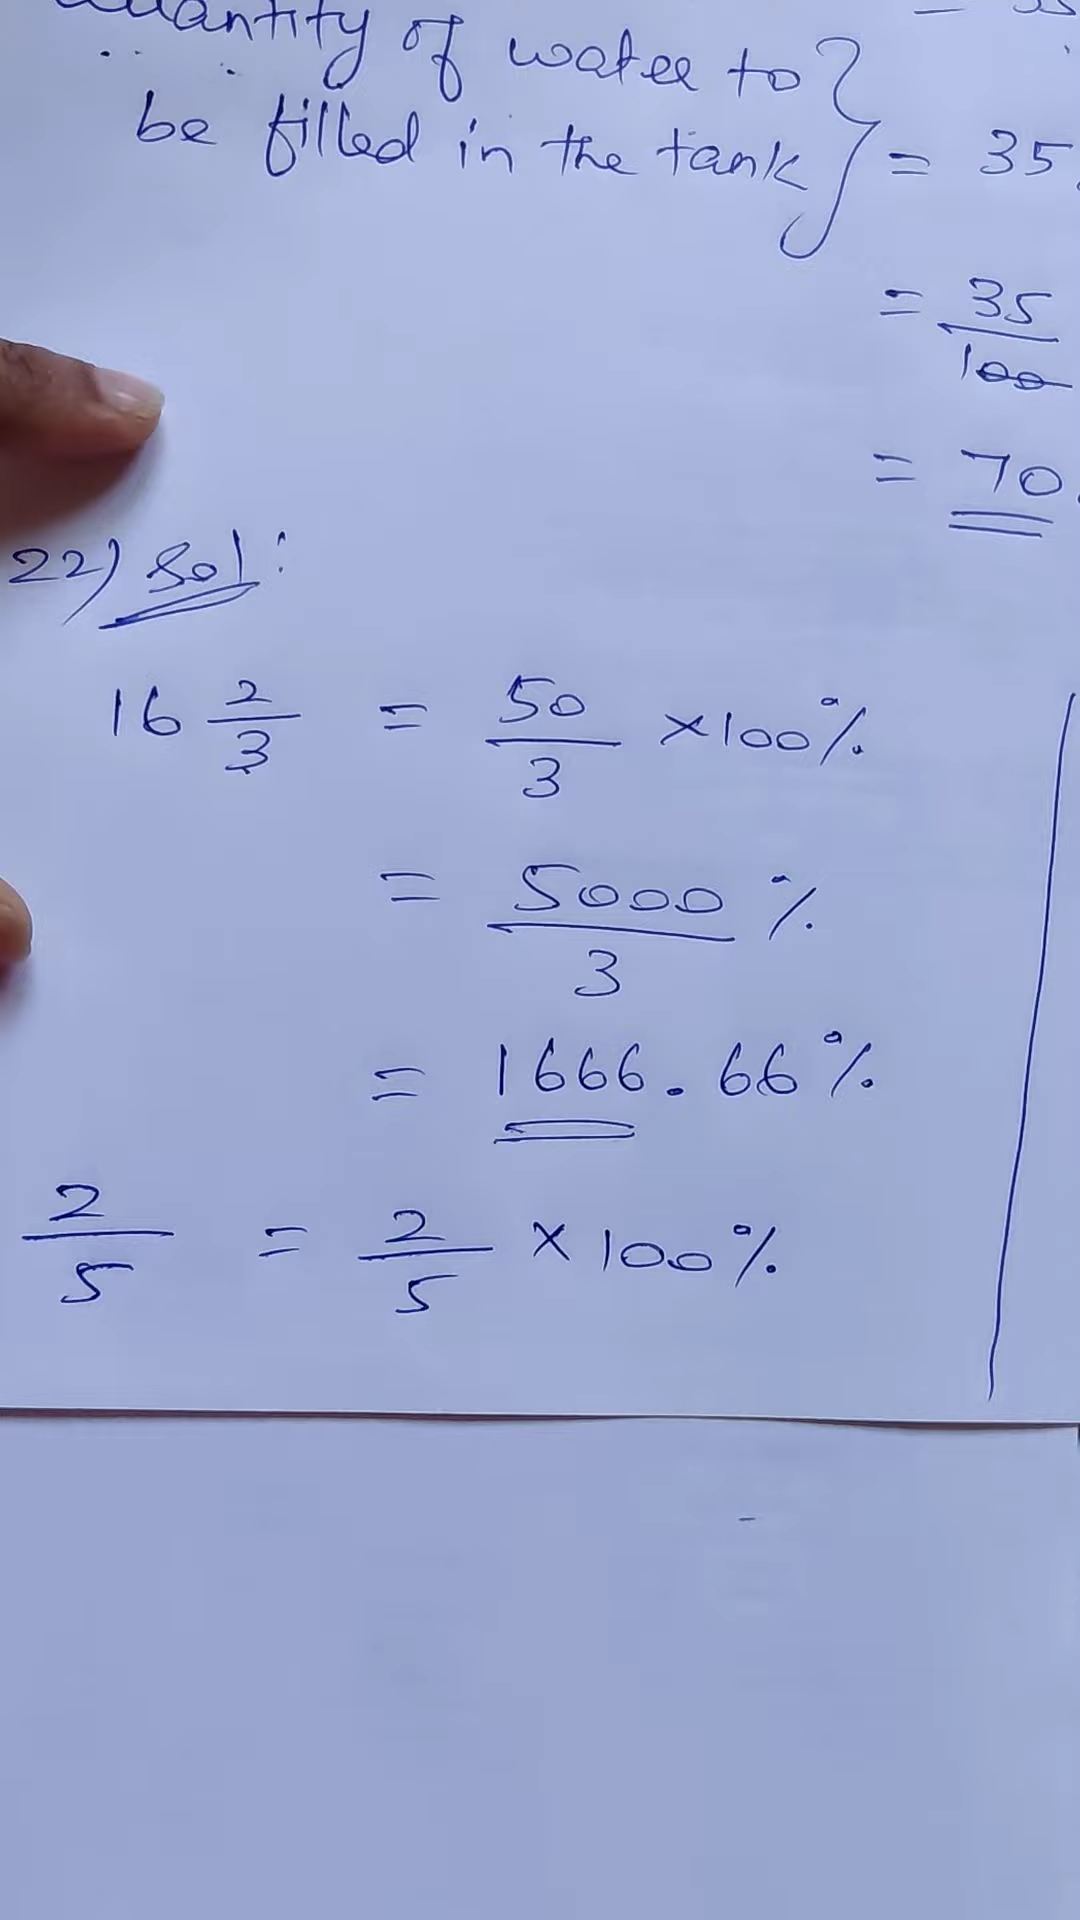 of water to
be filled in the tank } = 35
= 35/100
= 70
22) Sol:
16 2/3 = 50/3 ×100%
= 5000/3 %
= 1666.66%
2/5 = 2/5 × 100%